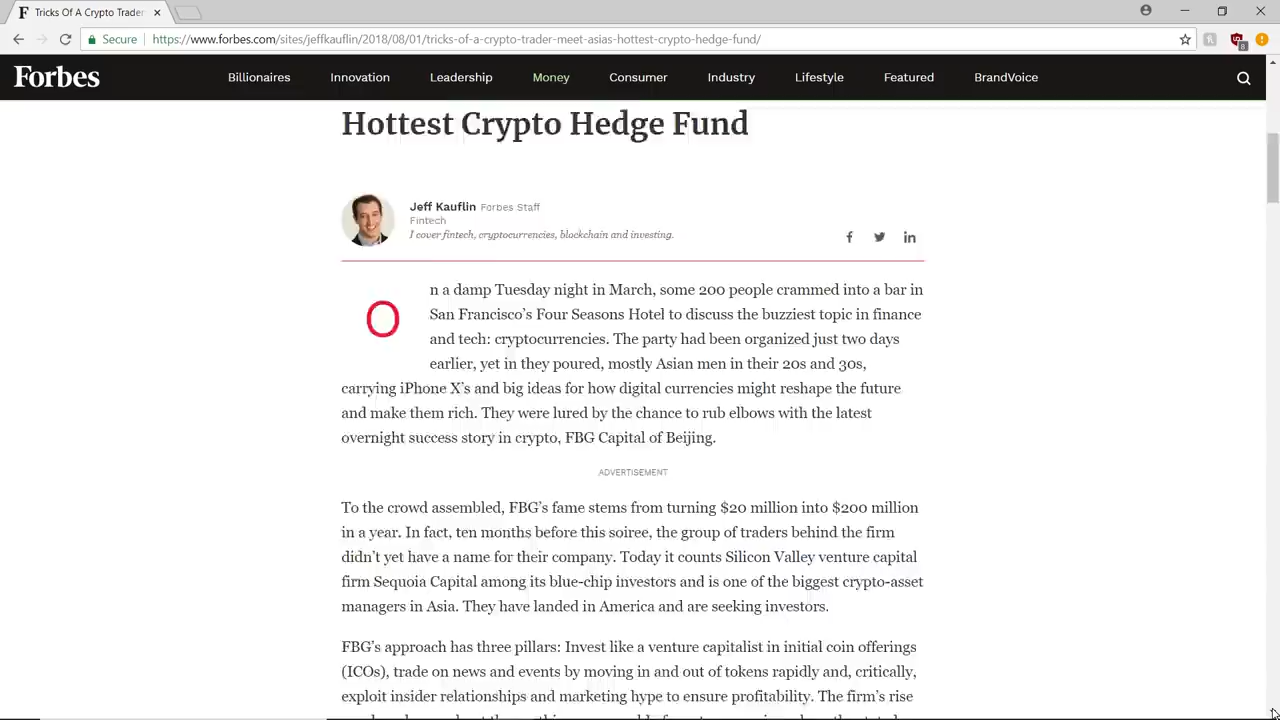 F Tricks Of A Crypto Trader
Secure https://www.forbes.com/sites/jeffkauflin/2018/08/01/tricks-of-a-crypto-trader-meet-asias-hottest-crypto-hedge-fund/
8
Forbes Billionaires Innovation Leadership Money Consumer Industry Lifestyle Featured BrandVoice
Hottest Crypto Hedge Fund
Jeff Kauflin Forbes Staff
Fintech
I cover fintech, cryptocurrencies, blockchain and investing.
On a damp Tuesday night in March, some 200 people crammed into a bar in
San Francisco's Four Seasons Hotel to discuss the buzziest topic in finance
and tech: cryptocurrencies. The party had been organized just two days
earlier, yet in they poured, mostly Asian men in their 20s and 30s,
carrying iPhone X's and big ideas for how digital currencies might reshape the future
and make them rich. They were lured by the chance to rub elbows with the latest
overnight success story in crypto, FBG Capital of Beijing.
ADVERTISEMENT
To the crowd assembled, FBG's fame stems from turning $20 million into $200 million
in a year. In fact, ten months before this soiree, the group of traders behind the firm
didn't yet have a name for their company. Today it counts Silicon Valley venture capital
firm Sequoia Capital among its blue-chip investors and is one of the biggest crypto-asset
managers in Asia. They have landed in America and are seeking investors.
FBG's approach has three pillars: Invest like a venture capitalist in initial coin offerings
(ICOs), trade on news and events by moving in and out of tokens rapidly and, critically,
exploit insider relationships and marketing hype to ensure profitability. The firm's rise